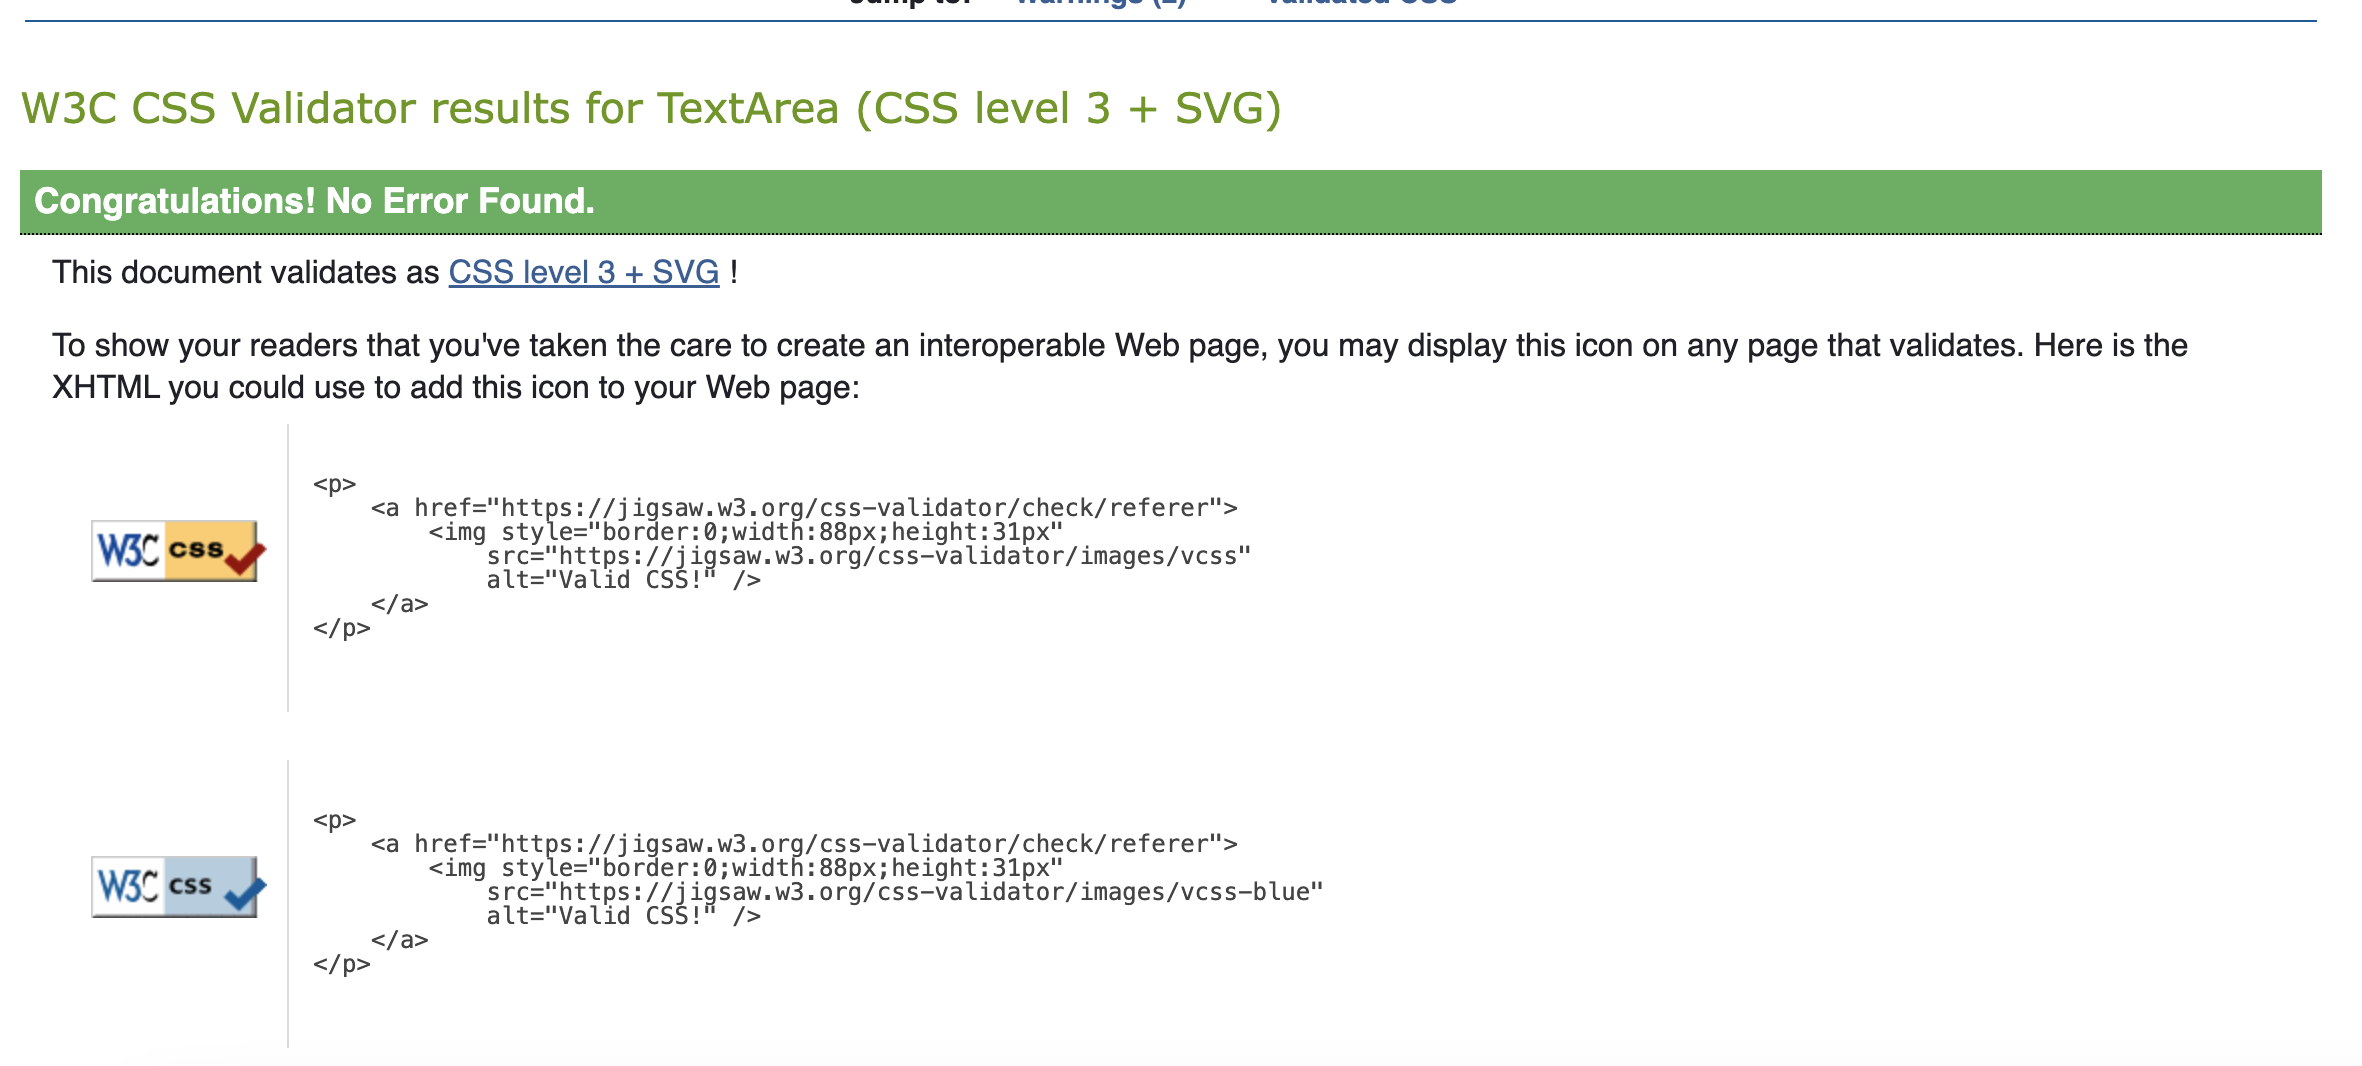 Jump to: Warnings (2) Validated CSS
W3C CSS Validator results for TextArea (CSS level 3 + SVG)
Congratulations! No Error Found.
This document validates as CSS level 3 + SVG !
To show your readers that you've taken the care to create an interoperable Web page, you may display this icon on any page that validates. Here is the
XHTML you could use to add this icon to your Web page:
W3C css
<p>
<a href="https://jigsaw.w3.org/css-validator/check/referer">
<img style="border:0;width:88px;height:31px"
src="https://jigsaw.w3.org/css-validator/images/vcss"
alt="Valid CSS!" />
</a>
</p>
W3C css
<p>
<a href="https://jigsaw.w3.org/css-validator/check/referer">
<img style="border:0;width:88px;height:31px"
src="https://jigsaw.w3.org/css-validator/images/vcss-blue"
alt="Valid CSS!" />
</a>
</p>